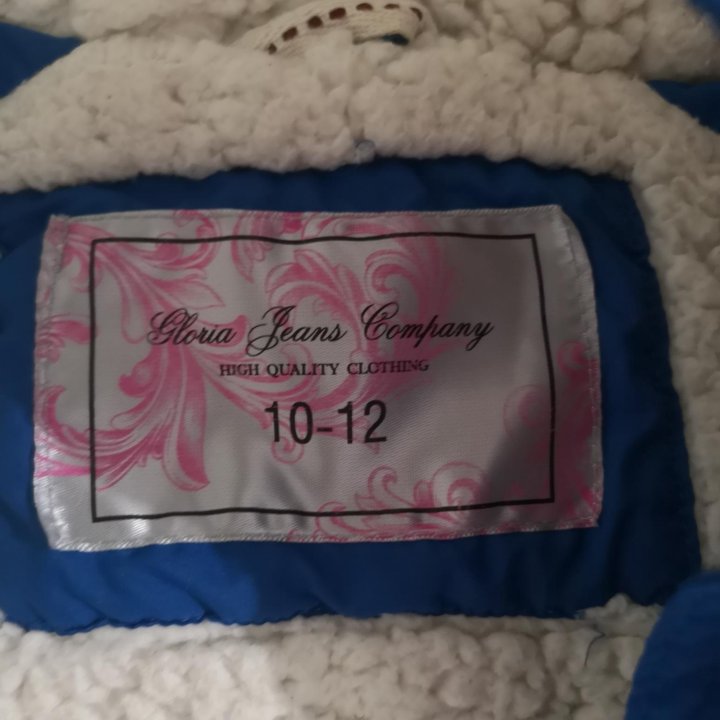 Gloria Jeans Company
HIGH QUALITY CLOTHING
10-12